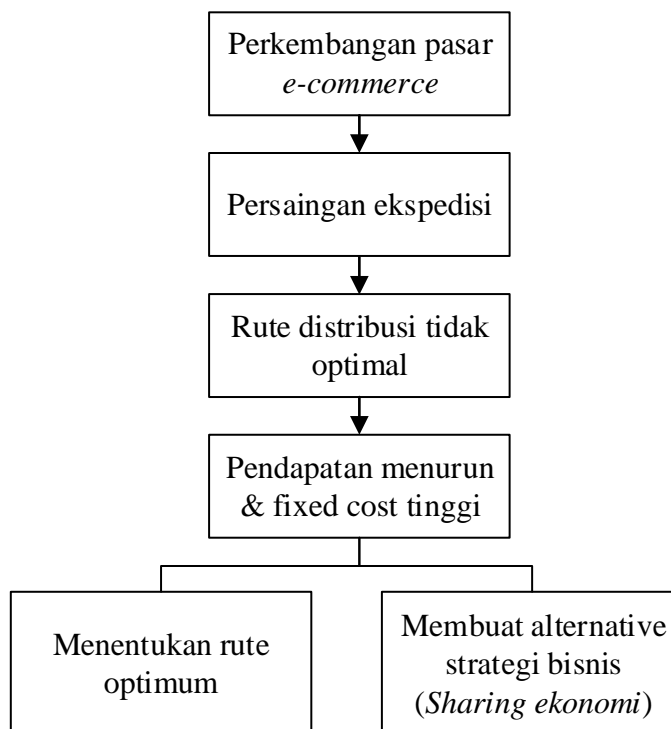 Perkembangan pasar
e-commerce
Persaingan ekspedisi
Rute distribusi tidak
optimal
Pendapatan menurun
& fixed cost tinggi
Menentukan rute
optimum
Membuat alternative
strategi bisnis
(Sharing ekonomi)